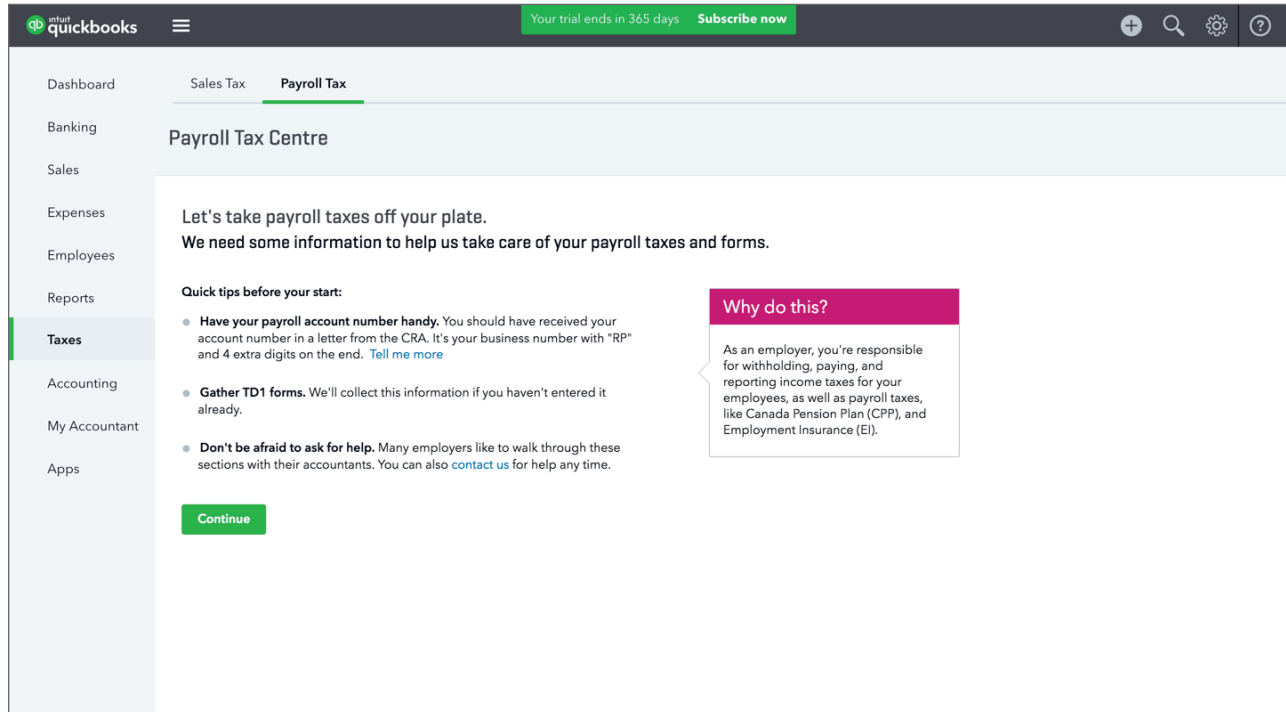 intuit
quickbooks
Your trial ends in 365 days Subscribe now
Dashboard
Banking
Sales
Expenses
Employees
Reports
Taxes
Accounting
My Accountant
Apps
Sales Tax Payroll Tax
Payroll Tax Centre
Let's take payroll taxes off your plate.
We need some information to help us take care of your payroll taxes and forms.
Quick tips before your start:
Have your payroll account number handy. You should have received your
account number in a letter from the CRA. It's your business number with "RP"
and 4 extra digits on the end. Tell me more
Gather TD1 forms. We'll collect this information if you haven't entered it
already.
Don't be afraid to ask for help. Many employers like to walk through these
sections with their accountants. You can also contact us for help any time.
Continue
Why do this?
As an employer, you're responsible
for withholding, paying, and
reporting income taxes for your
employees, as well as payroll taxes,
like Canada Pension Plan (CPP), and
Employment Insurance (EI).